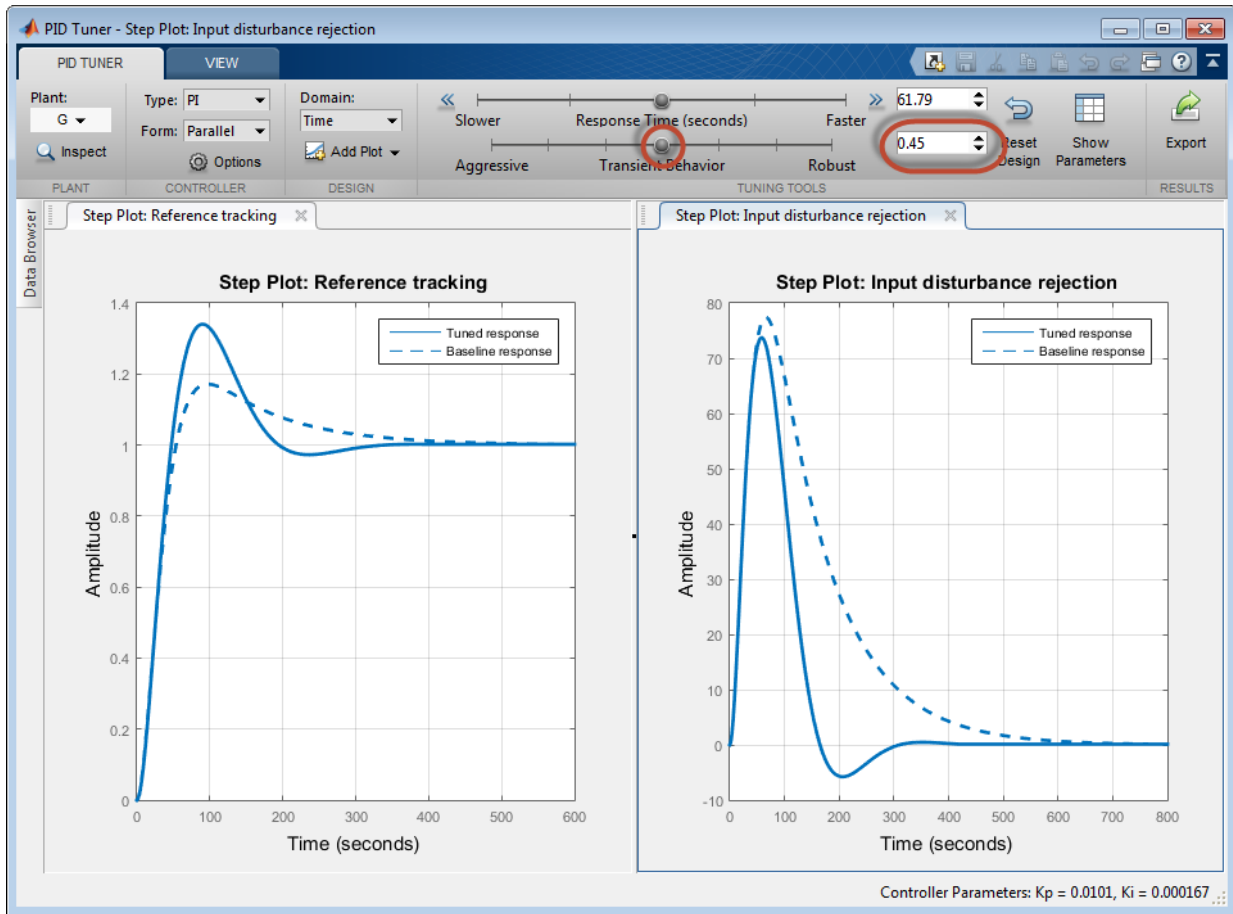 PID Tuner - Step Plot: Input disturbance rejection
PID TUNER
VIEW
Plant:
G
Inspect
PLANT
Type: PI
Form: Parallel
Options
CONTROLLER
Domain:
Time
Add Plot
DESIGN
Slower Response Time (seconds) Faster
61.79
Aggressive Transient Behavior Robust
0.45
TUNING TOOLS
Reset
Design
Show
Parameters
Export
RESULTS
Data Browser
Step Plot: Reference tracking
Step Plot: Reference tracking
Tuned response
Baseline response
1.4
1.2
1
0.8
0.6
0.4
0.2
0
Amplitude
0 100 200 300 400 500 600
Time (seconds)
Step Plot: Input disturbance rejection
Step Plot: Input disturbance rejection
Tuned response
Baseline response
80
70
60
50
40
30
20
10
0
-10
Amplitude
0 100 200 300 400 500 600 700 800
Time (seconds)
Controller Parameters: Kp = 0.0101, Ki = 0.000167